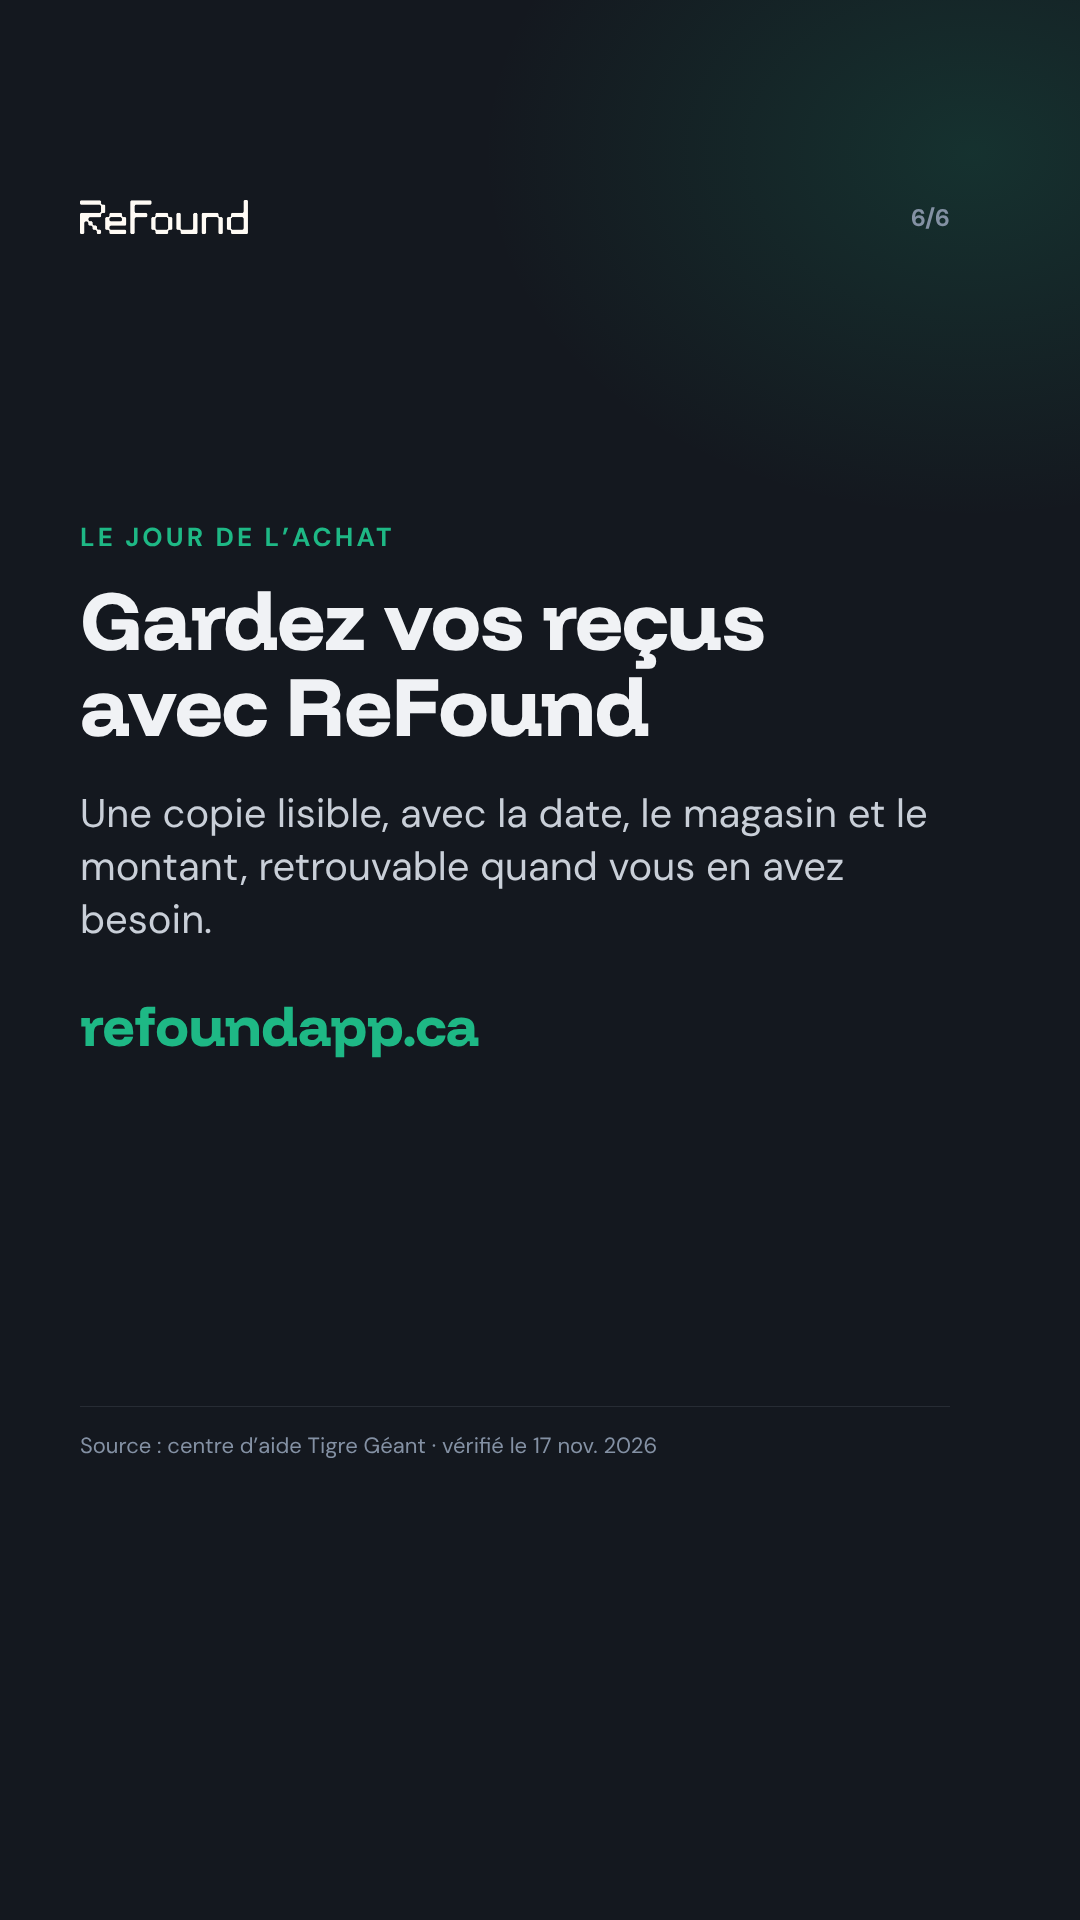 ReFound
6/6
LE JOUR DE L’ACHAT
Gardez vos reçus
avec ReFound
Une copie lisible, avec la date, le magasin et le
montant, retrouvable quand vous en avez
besoin.
refoundapp.ca
Source : centre d’aide Tigre Géant · vérifié le 17 nov. 2026